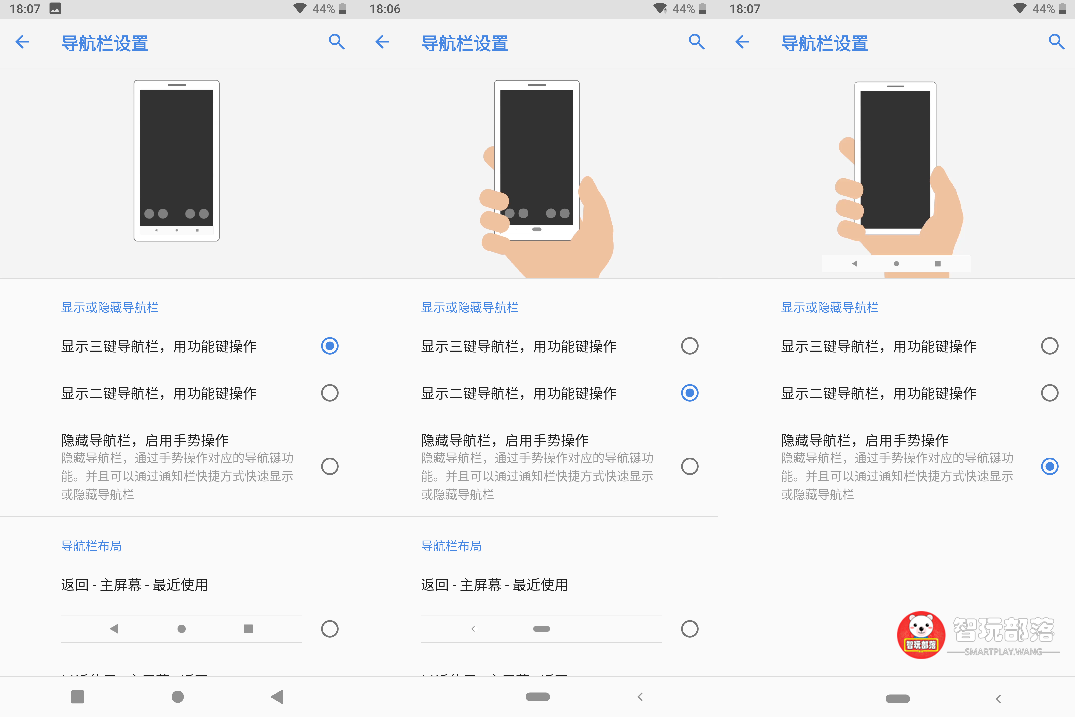 18:07
44%
导航栏设置
显示或隐藏导航栏
显示三键导航栏，用功能键操作
显示二键导航栏，用功能键操作
隐藏导航栏，启用手势操作
隐藏导航栏，通过手势操作对应的导航键功
能。并且可以通过通知栏快捷方式快速显示
或隐藏导航栏
导航栏布局
返回 - 主屏幕 - 最近使用
18:06
44%
导航栏设置
显示或隐藏导航栏
显示三键导航栏，用功能键操作
显示二键导航栏，用功能键操作
隐藏导航栏，启用手势操作
隐藏导航栏，通过手势操作对应的导航键功
能。并且可以通过通知栏快捷方式快速显示
或隐藏导航栏
导航栏布局
返回 - 主屏幕 - 最近使用
18:07
44%
导航栏设置
显示或隐藏导航栏
显示三键导航栏，用功能键操作
显示二键导航栏，用功能键操作
隐藏导航栏，启用手势操作
隐藏导航栏，通过手势操作对应的导航键功
能。并且可以通过通知栏快捷方式快速显示
或隐藏导航栏
智玩部落
智玩部落
SMARTPLAY.WANG